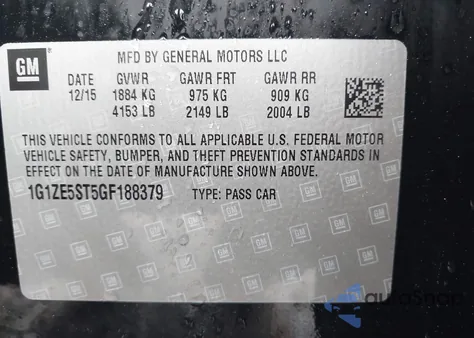 GM
MFD BY GENERAL MOTORS LLC
DATE GVWR GAWR FRT GAWR RR
12/15 1884 KG 975 KG 909 KG
4153 LB 2149 LB 2004 LB
THIS VEHICLE CONFORMS TO ALL APPLICABLE U.S. FEDERAL MOTOR
VEHICLE SAFETY, BUMPER, AND THEFT PREVENTION STANDARDS IN
EFFECT ON THE DATE OF MANUFACTURE SHOWN ABOVE.
1G1ZE5ST5GF188379 TYPE: PASS CAR